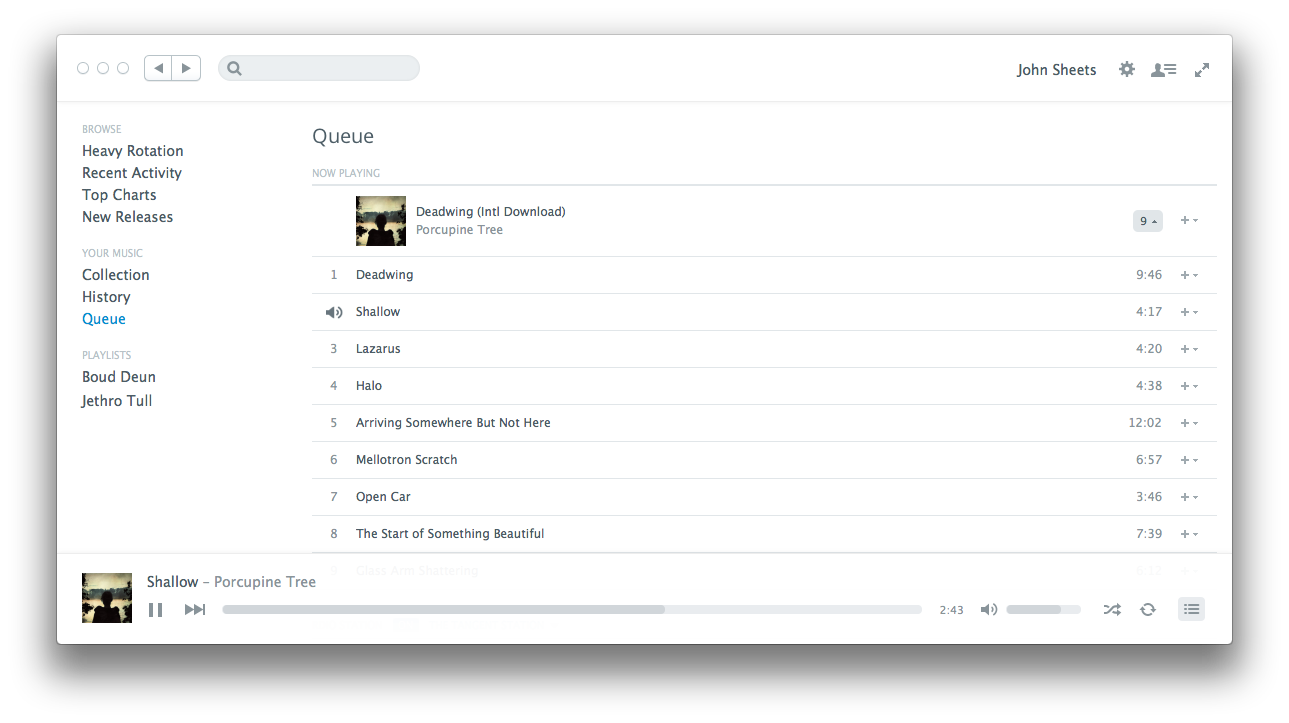 John Sheets
BROWSE
Heavy Rotation
Recent Activity
Top Charts
New Releases
YOUR MUSIC
Collection
History
Queue
PLAYLISTS
Boud Deun
Jethro Tull
Queue
NOW PLAYING
Deadwing (Intl Download)
Porcupine Tree
9
1 Deadwing 9:46
Shallow 4:17
3 Lazarus 4:20
4 Halo 4:38
5 Arriving Somewhere But Not Here 12:02
6 Mellotron Scratch 6:57
7 Open Car 3:46
8 The Start of Something Beautiful 7:39
9 Glass Arm Shattering 6:13
Shallow – Porcupine Tree
2:43